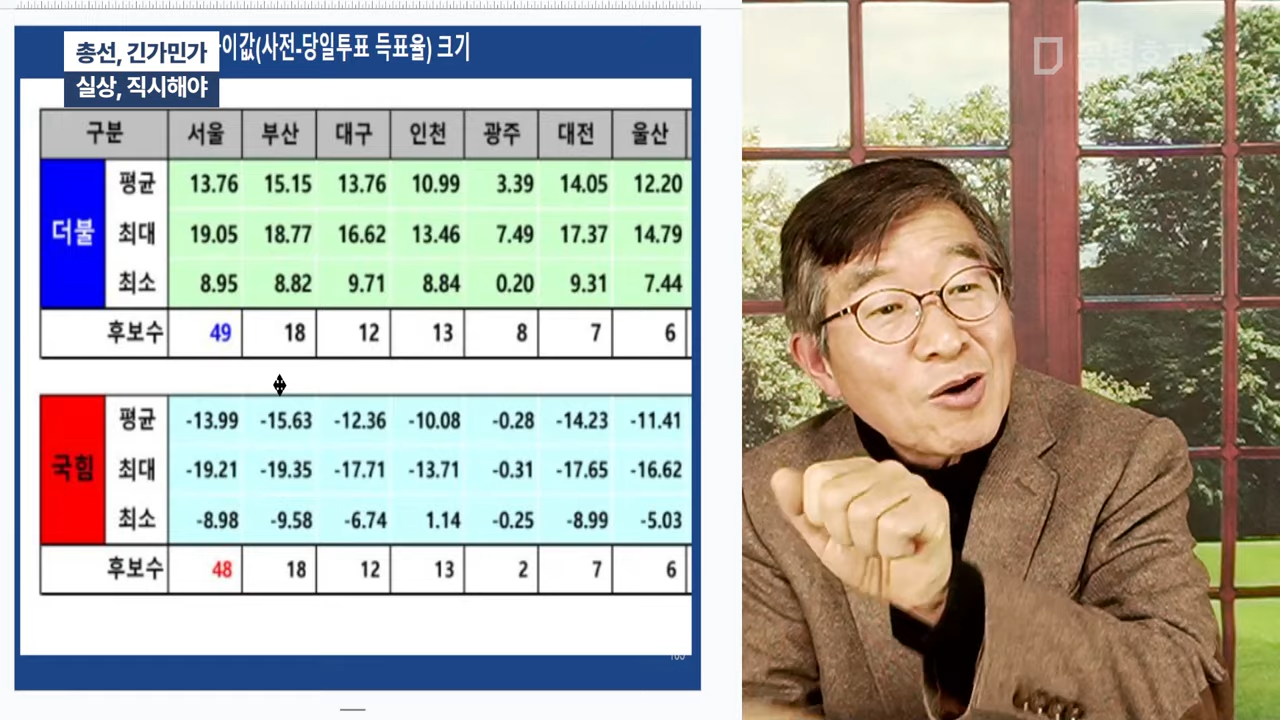 총선, 긴가민가
실상, 직시해야
이값(사전-당일투표 득표율) 크기
구분 서울 부산 대구 인천 광주 대전 울산
더불
평균 13.76 15.15 13.76 10.99 3.39 14.05 12.20
최대 19.05 18.77 16.62 13.46 7.49 17.37 14.79
최소 8.95 8.82 9.71 8.84 0.20 9.31 7.44
후보수 49 18 12 13 8 7 6
국힘
평균 -13.99 -15.63 -12.36 -10.08 -0.28 -14.23 -11.41
최대 -19.21 -19.35 -17.71 -13.71 -0.31 -17.65 -16.62
최소 -8.98 -9.58 -6.74 1.14 -0.25 -8.99 -5.03
후보수 48 18 12 13 2 7 6